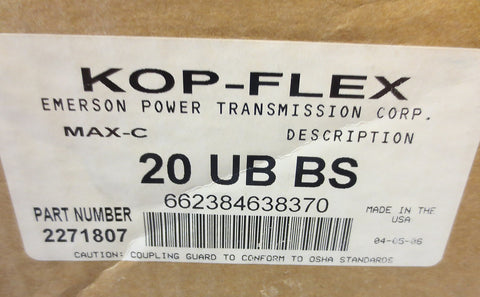 KOP-FLEX
EMERSON POWER TRANSMISSION CORP.
MAX-C DESCRIPTION
20 UB BS
662384638370
PART NUMBER
2271807
MADE IN THE
USA
04-05-06
CAUTION: COUPLING GUARD TO CONFORM TO OSHA STANDARDS